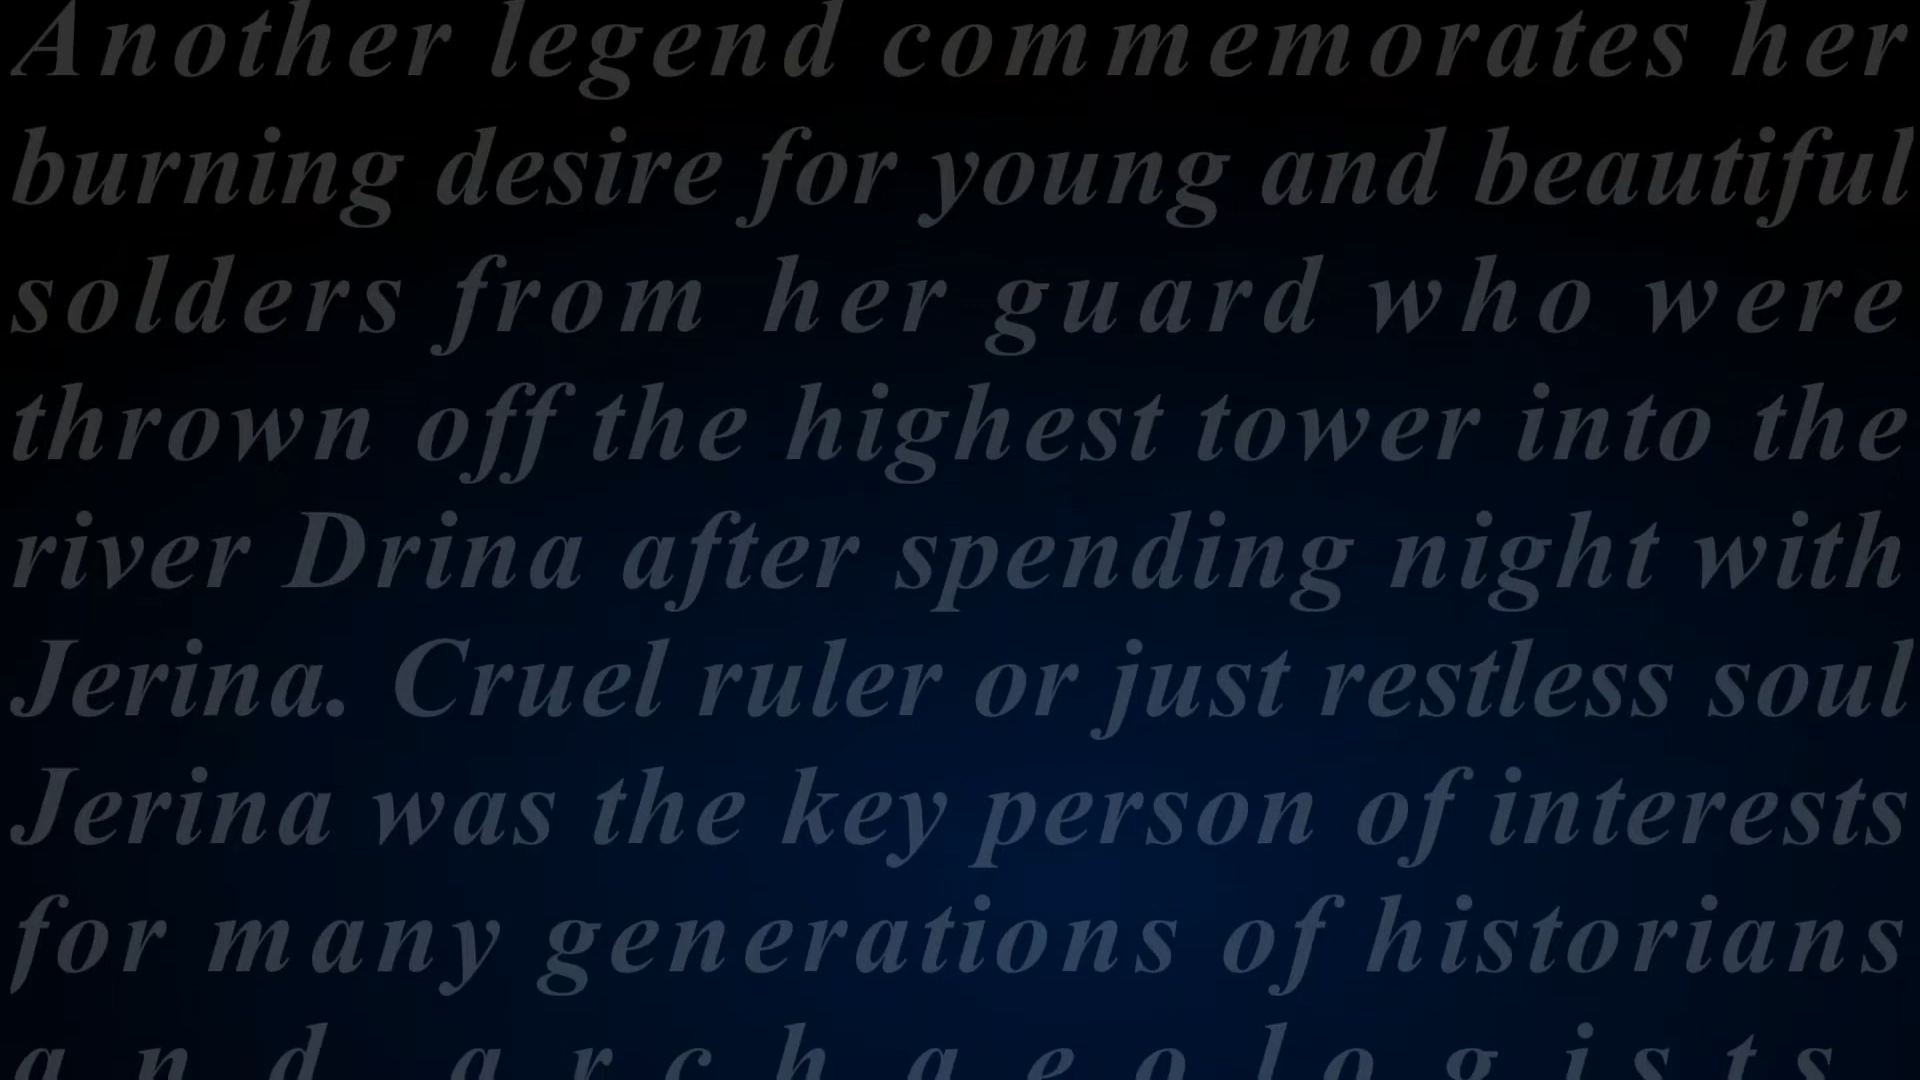 Another legend commemorates her
burning desire for young and beautiful
solders from her guard who were
thrown off the highest tower into the
river Drina after spending night with
Jerina. Cruel ruler or just restless soul
Jerina was the key person of interests
for many generations of historians
and archaeologists